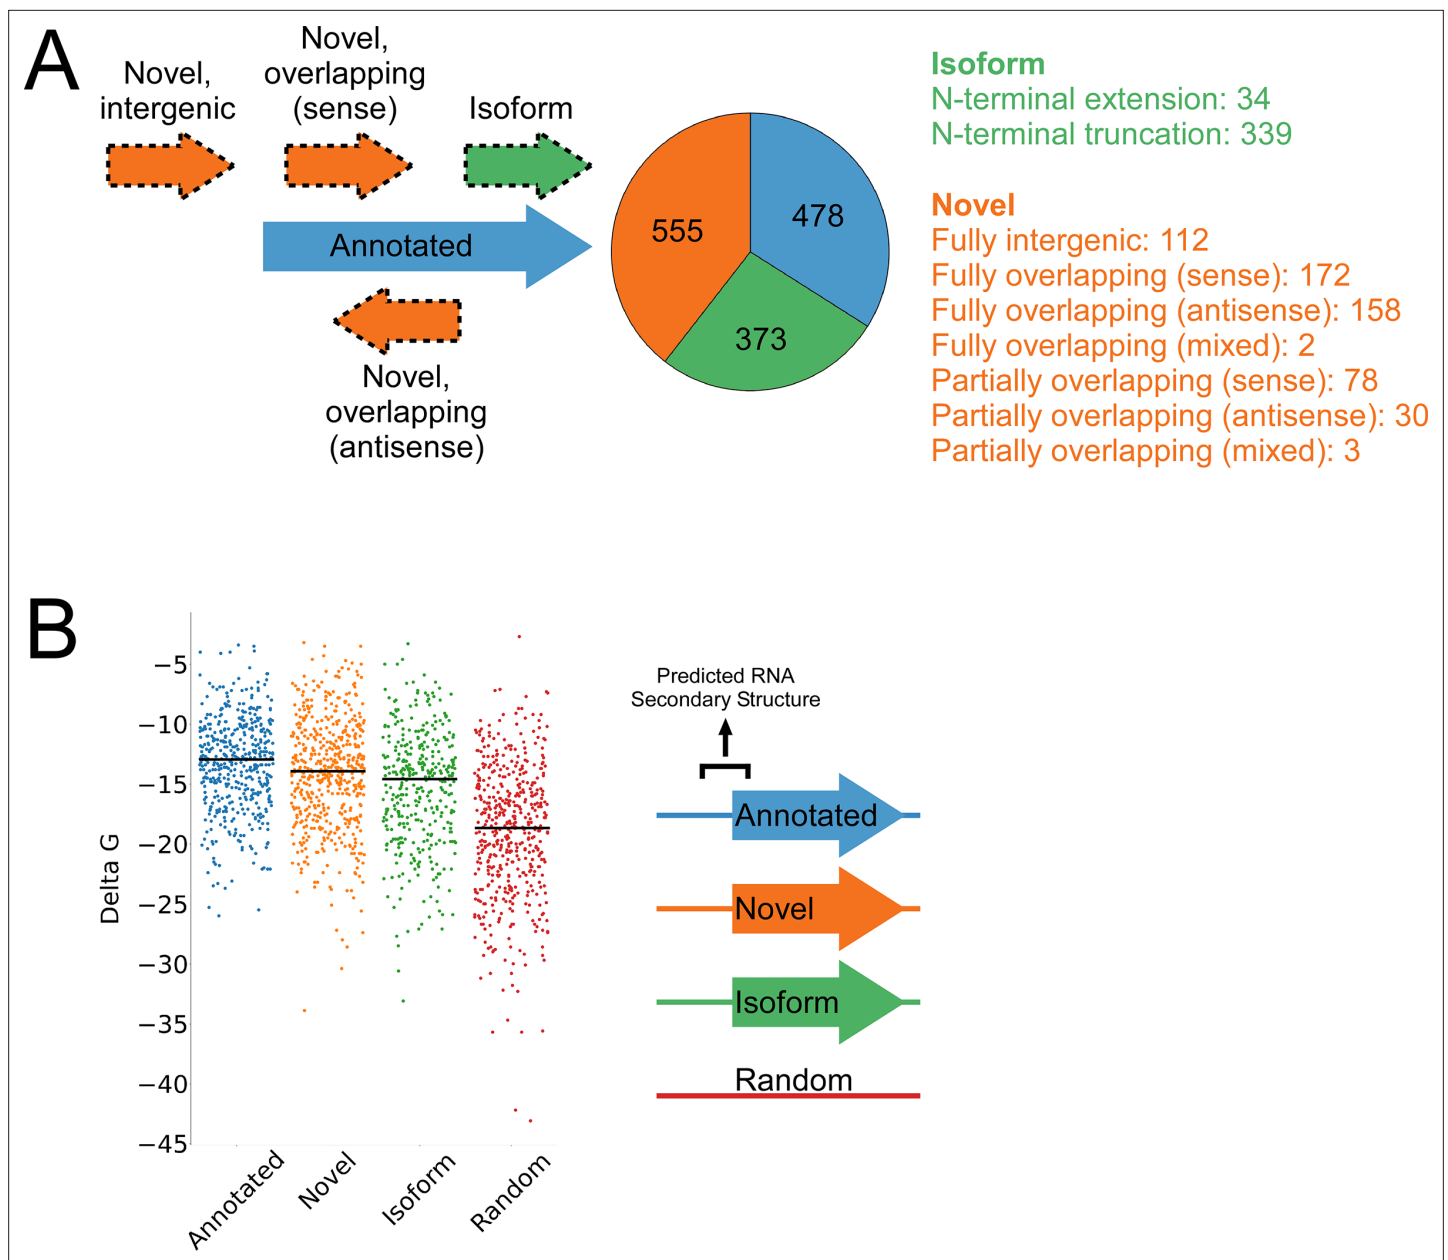 A
Novel,
intergenic
Novel,
overlapping
(sense)
Isoform
Annotated
Novel,
overlapping
(antisense)
555
478
373
Isoform
N-terminal extension: 34
N-terminal truncation: 339
Novel
Fully intergenic: 112
Fully overlapping (sense): 172
Fully overlapping (antisense): 158
Fully overlapping (mixed): 2
Partially overlapping (sense): 78
Partially overlapping (antisense): 30
Partially overlapping (mixed): 3
B
Delta G
−5
−10
−15
−20
−25
−30
−35
−40
−45
Annotated
Novel
Isoform
Random
Predicted RNA
Secondary Structure
Annotated
Novel
Isoform
Random